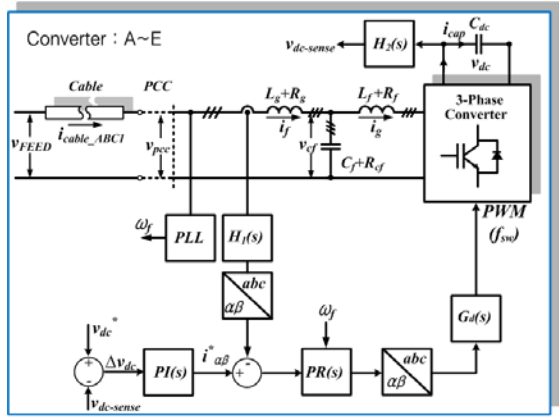 Converter : A~E
i_cap
C_dc
v_dc-sense
H₂(s)
v_dc
Cable
PCC
L_g+R_g
L_f+R_f
3-Phase
Converter
v_FEED
i_cable_ABC1
v_pcc
i_f
v_cf
i_g
C_f+R_cf
PWM
(f_sw)
ω_f
PLL
H₁(s)
abc
αβ
G_d(s)
v_dc*
ω_f
+
-
Δv_dc
PI(s)
i*_αβ
+
-
PR(s)
abc
αβ
v_dc-sense